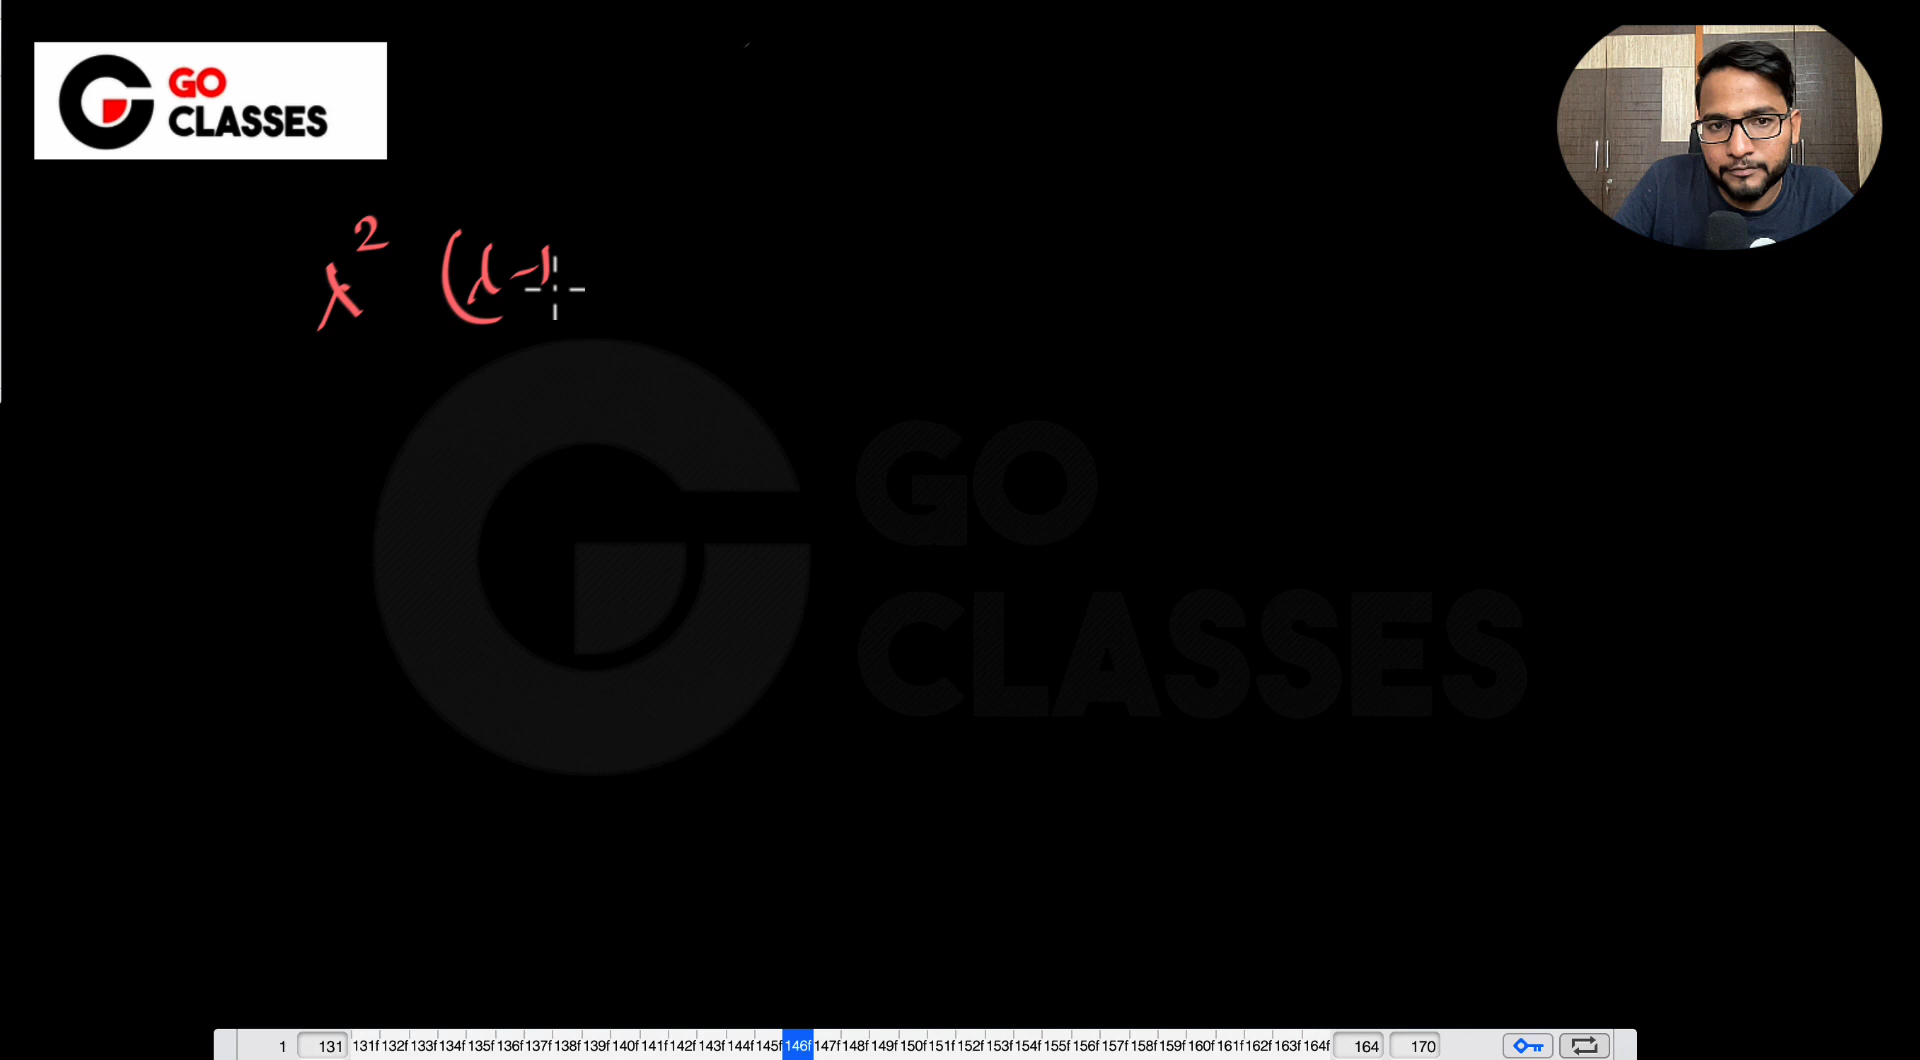 GO
CLASSES
λ² (λ-1
GO
CLASSES
1 131 131f 132f 133f 134f 135f 136f 137f 138f 139f 140f 141f 142f 143f 144f 145f 146f 147f 148f 149f 150f 151f 152f 153f 154f 155f 156f 157f 158f 159f 160f 161f 162f 163f 164f 164 170